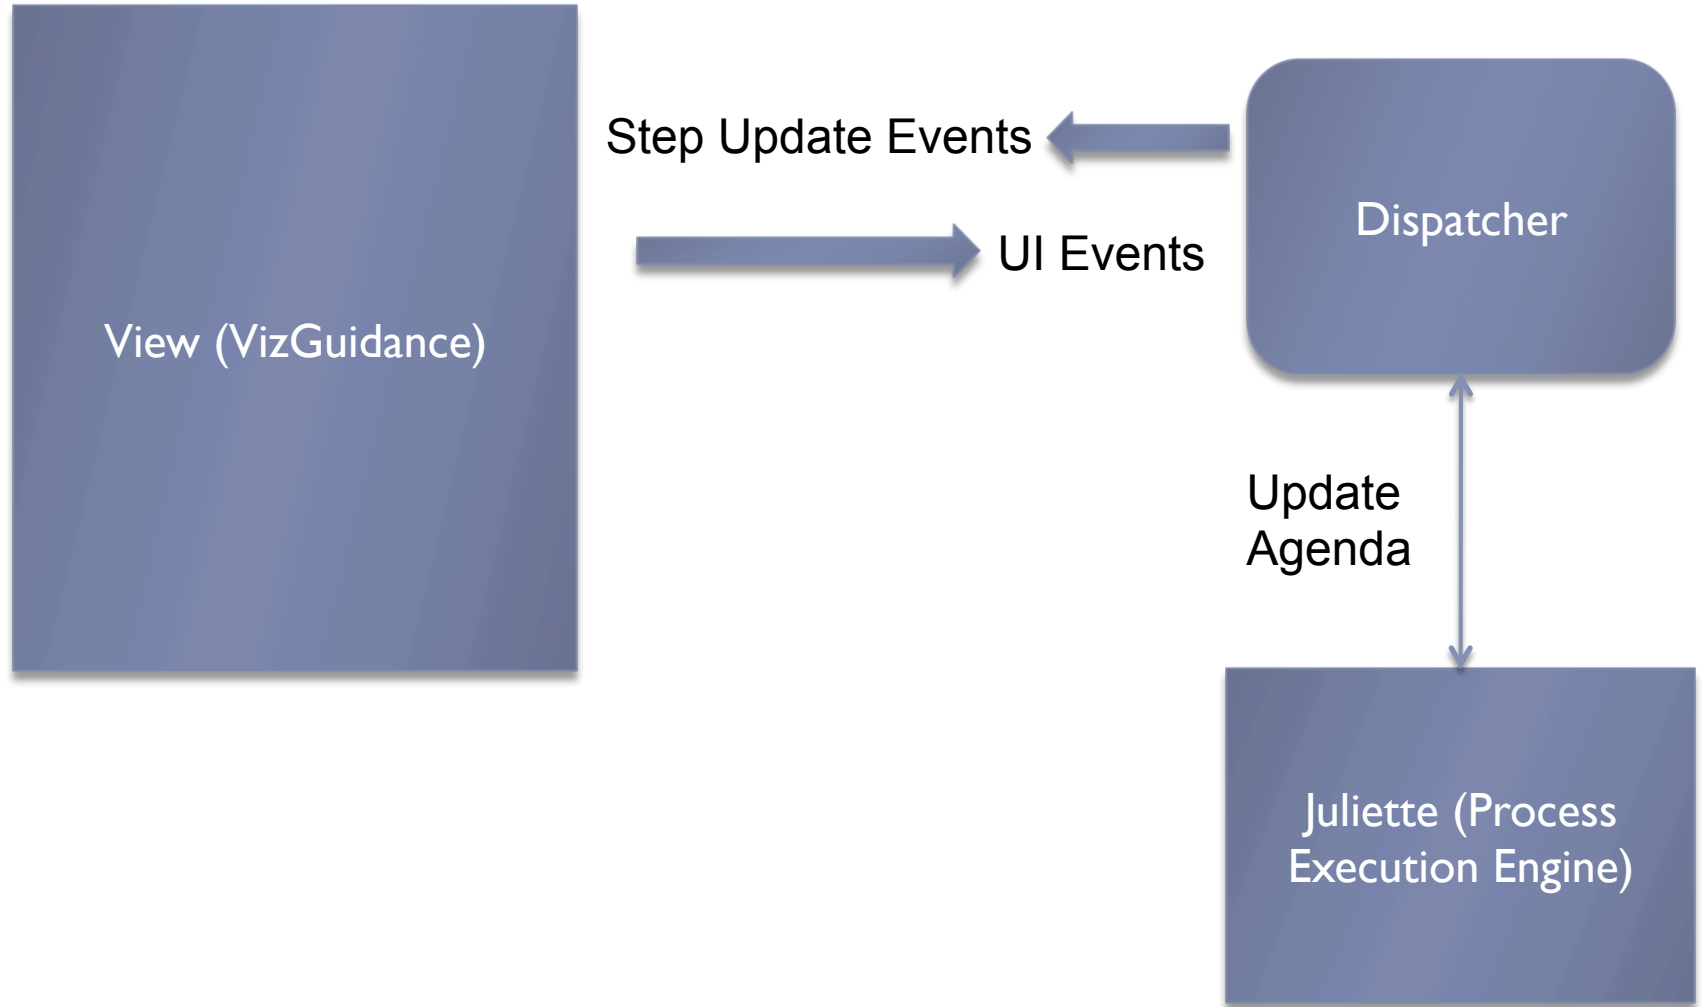 Step Update Events
UI Events
Dispatcher
View (VizGuidance)
Update
Agenda
Juliette (Process
Execution Engine)